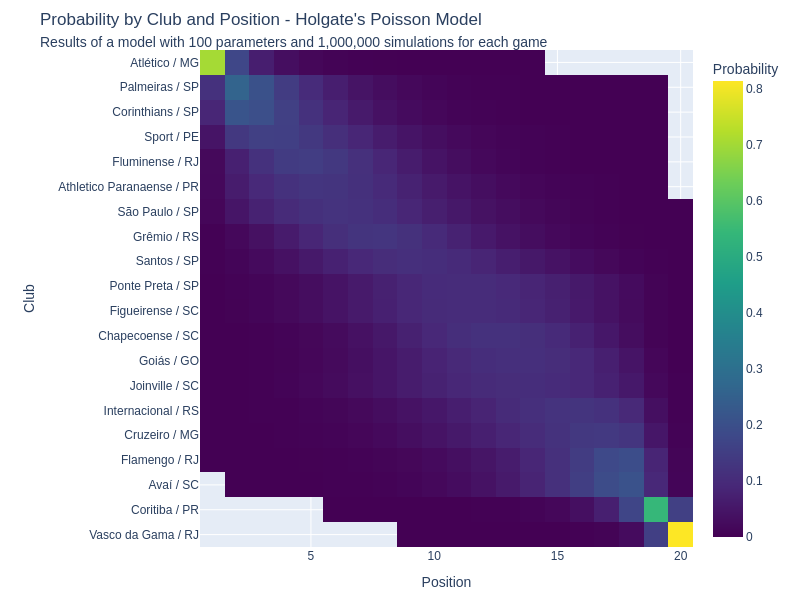 Probability by Club and Position - Holgate's Poisson Model
Results of a model with 100 parameters and 1,000,000 simulations for each game
Probability
Club
Atlético / MG
Palmeiras / SP
Corinthians / SP
Sport / PE
Fluminense / RJ
Athletico Paranaense / PR
São Paulo / SP
Grêmio / RS
Santos / SP
Ponte Preta / SP
Figueirense / SC
Chapecoense / SC
Goiás / GO
Joinville / SC
Internacional / RS
Cruzeiro / MG
Flamengo / RJ
Avaí / SC
Coritiba / PR
Vasco da Gama / RJ
0.8
0.7
0.6
0.5
0.4
0.3
0.2
0.1
0
5 10 15 20
Position